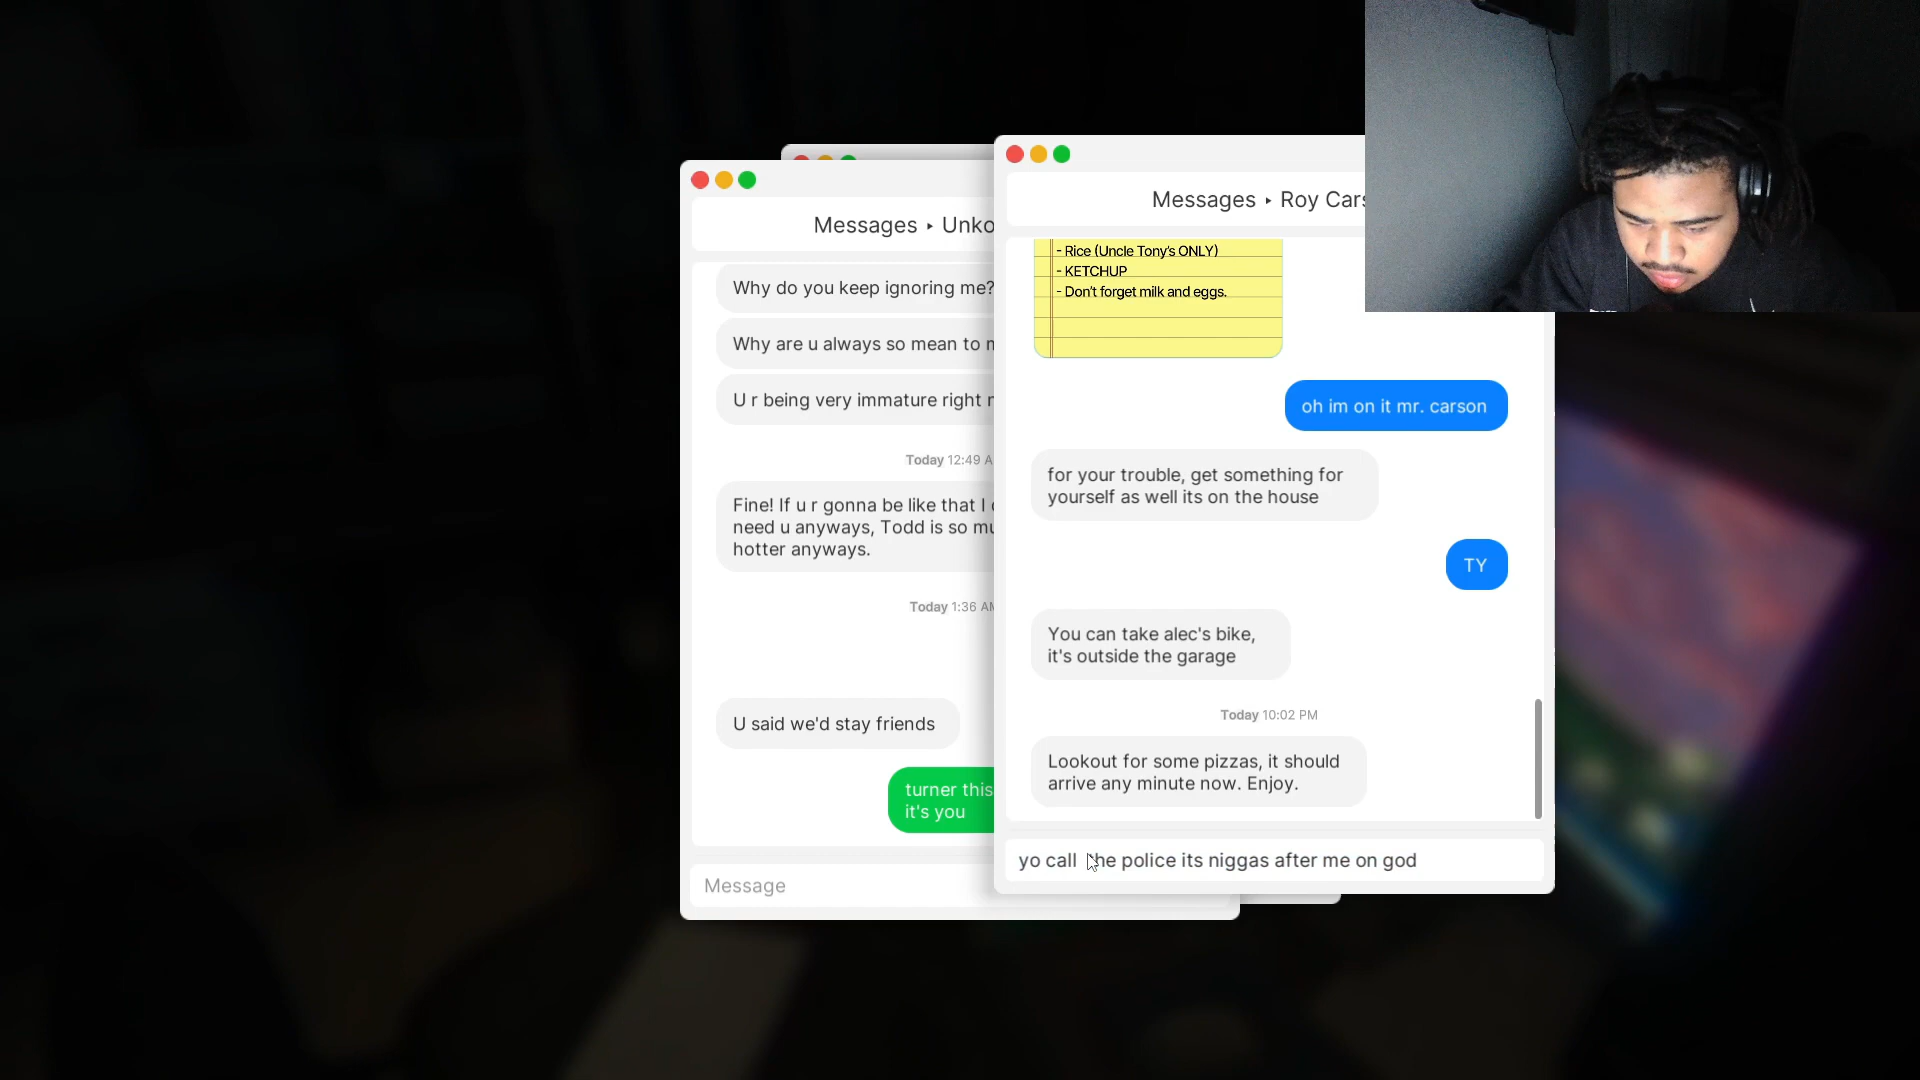 Messages ▸ Unko
Why do you keep ignoring me?
Why are u always so mean to m
U r being very immature right n
Today 12:49 A
Fine! If u r gonna be like that I
need u anyways, Todd is so mu
hotter anyways.
Today 1:36 AM
U said we'd stay friends
turner this
it's you
Message
Messages ▸ Roy Cars
- Rice (Uncle Tony's ONLY)
- KETCHUP
- Don't forget milk and eggs.
oh im on it mr. carson
for your trouble, get something for
yourself as well its on the house
TY
You can take alec's bike,
it's outside the garage
Today 10:02 PM
Lookout for some pizzas, it should
arrive any minute now. Enjoy.
yo call the police its niggas after me on god